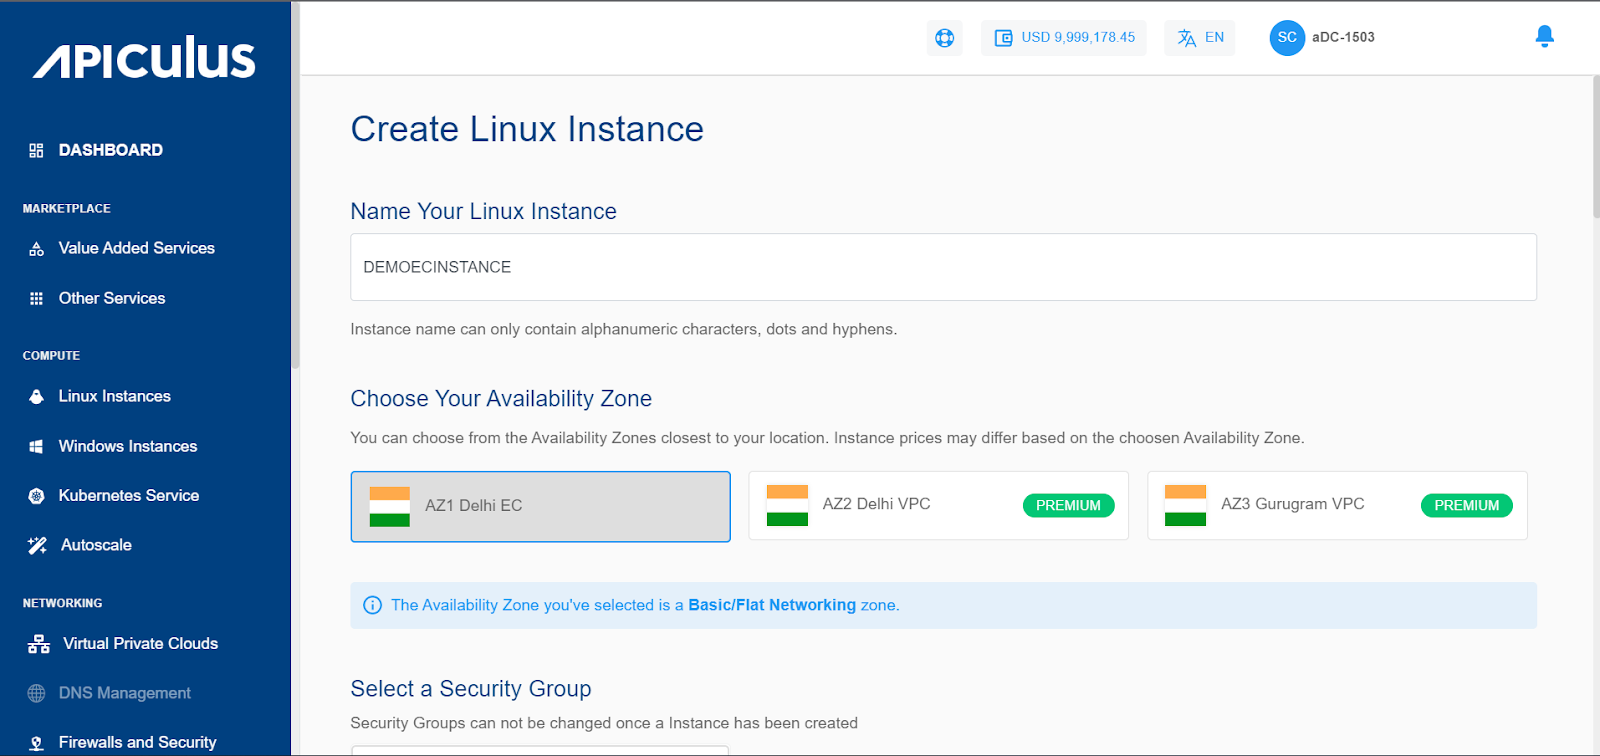 APICULUS
DASHBOARD
MARKETPLACE
Value Added Services
Other Services
COMPUTE
Linux Instances
Windows Instances
Kubernetes Service
Autoscale
NETWORKING
Virtual Private Clouds
DNS Management
Firewalls and Security
USD 9,999,178.45
EN
SC
aDC-1503
Create Linux Instance
Name Your Linux Instance
DEMOECINSTANCE
Instance name can only contain alphanumeric characters, dots and hyphens.
Choose Your Availability Zone
You can choose from the Availability Zones closest to your location. Instance prices may differ based on the choosen Availability Zone.
AZ1 Delhi EC
AZ2 Delhi VPC PREMIUM
AZ3 Gurugram VPC PREMIUM
The Availability Zone you've selected is a Basic/Flat Networking zone.
Select a Security Group
Security Groups can not be changed once a Instance has been created